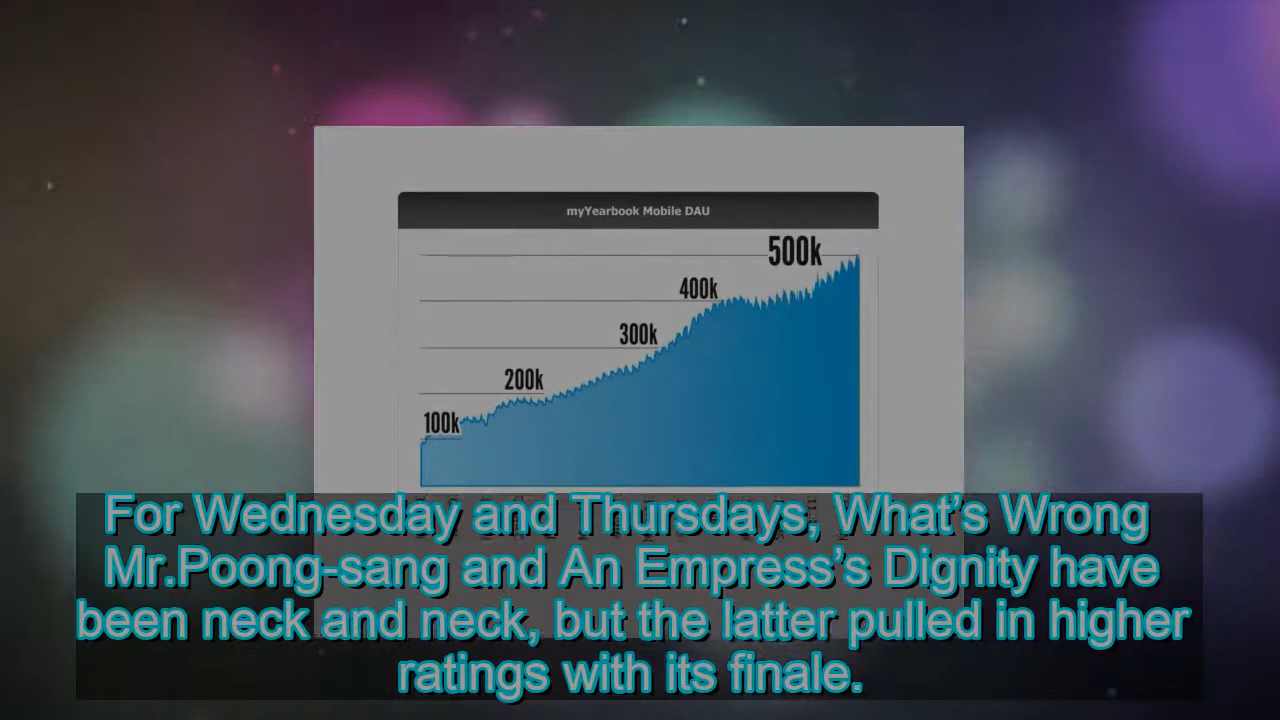 myYearbook Mobile DAU
500k
400k
300k
200k
100k
For Wednesday and Thursdays, What’s Wrong
Mr.Poong-sang and An Empress’s Dignity have
been neck and neck, but the latter pulled in higher
ratings with its finale.